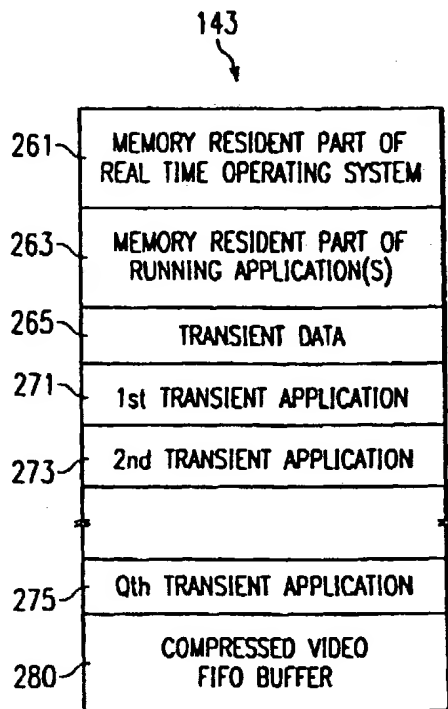 143
261
MEMORY RESIDENT PART OF
REAL TIME OPERATING SYSTEM
263
MEMORY RESIDENT PART OF
RUNNING APPLICATION(S)
265
TRANSIENT DATA
271
1st TRANSIENT APPLICATION
273
2nd TRANSIENT APPLICATION
275
Qth TRANSIENT APPLICATION
280
COMPRESSED VIDEO
FIFO BUFFER